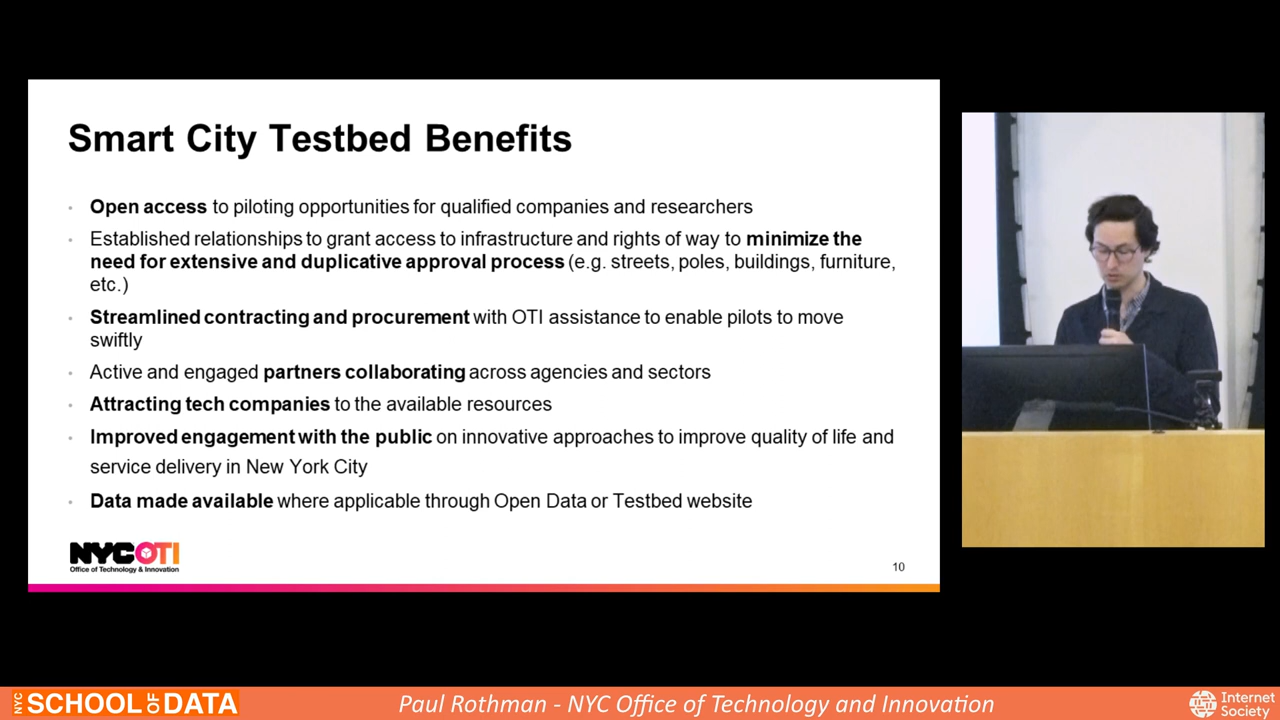 Smart City Testbed Benefits
Open access to piloting opportunities for qualified companies and researchers
Established relationships to grant access to infrastructure and rights of way to minimize the
need for extensive and duplicative approval process (e.g. streets, poles, buildings, furniture,
etc.)
Streamlined contracting and procurement with OTI assistance to enable pilots to move
swiftly
Active and engaged partners collaborating across agencies and sectors
Attracting tech companies to the available resources
Improved engagement with the public on innovative approaches to improve quality of life and
service delivery in New York City
Data made available where applicable through Open Data or Testbed website
NYCOTI
Office of Technology & Innovation
10
NYC SCHOOL OF DATA
Paul Rothman - NYC Office of Technology and Innovation
Internet
Society